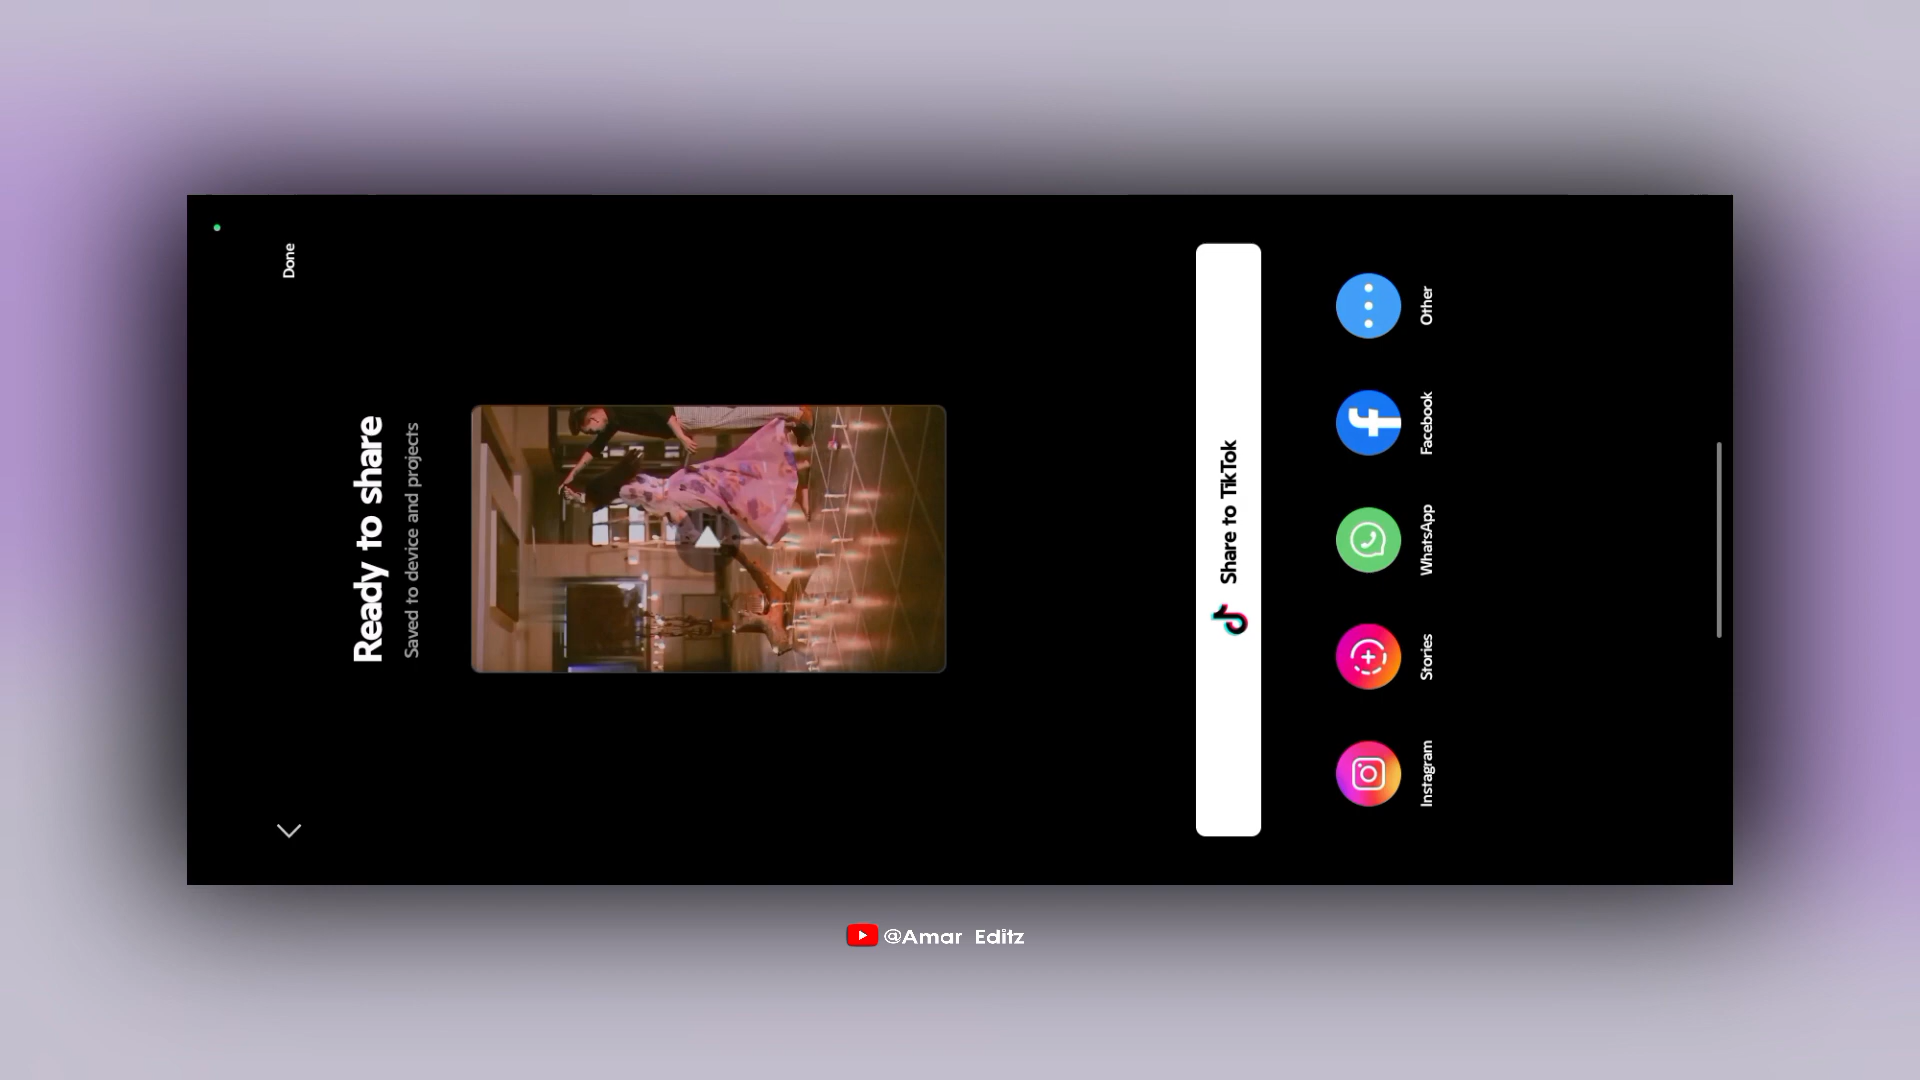 Done
Ready to share
Saved to device and projects
Share to TikTok
Instagram
Stories
WhatsApp
Facebook
Other
@Amar Editz